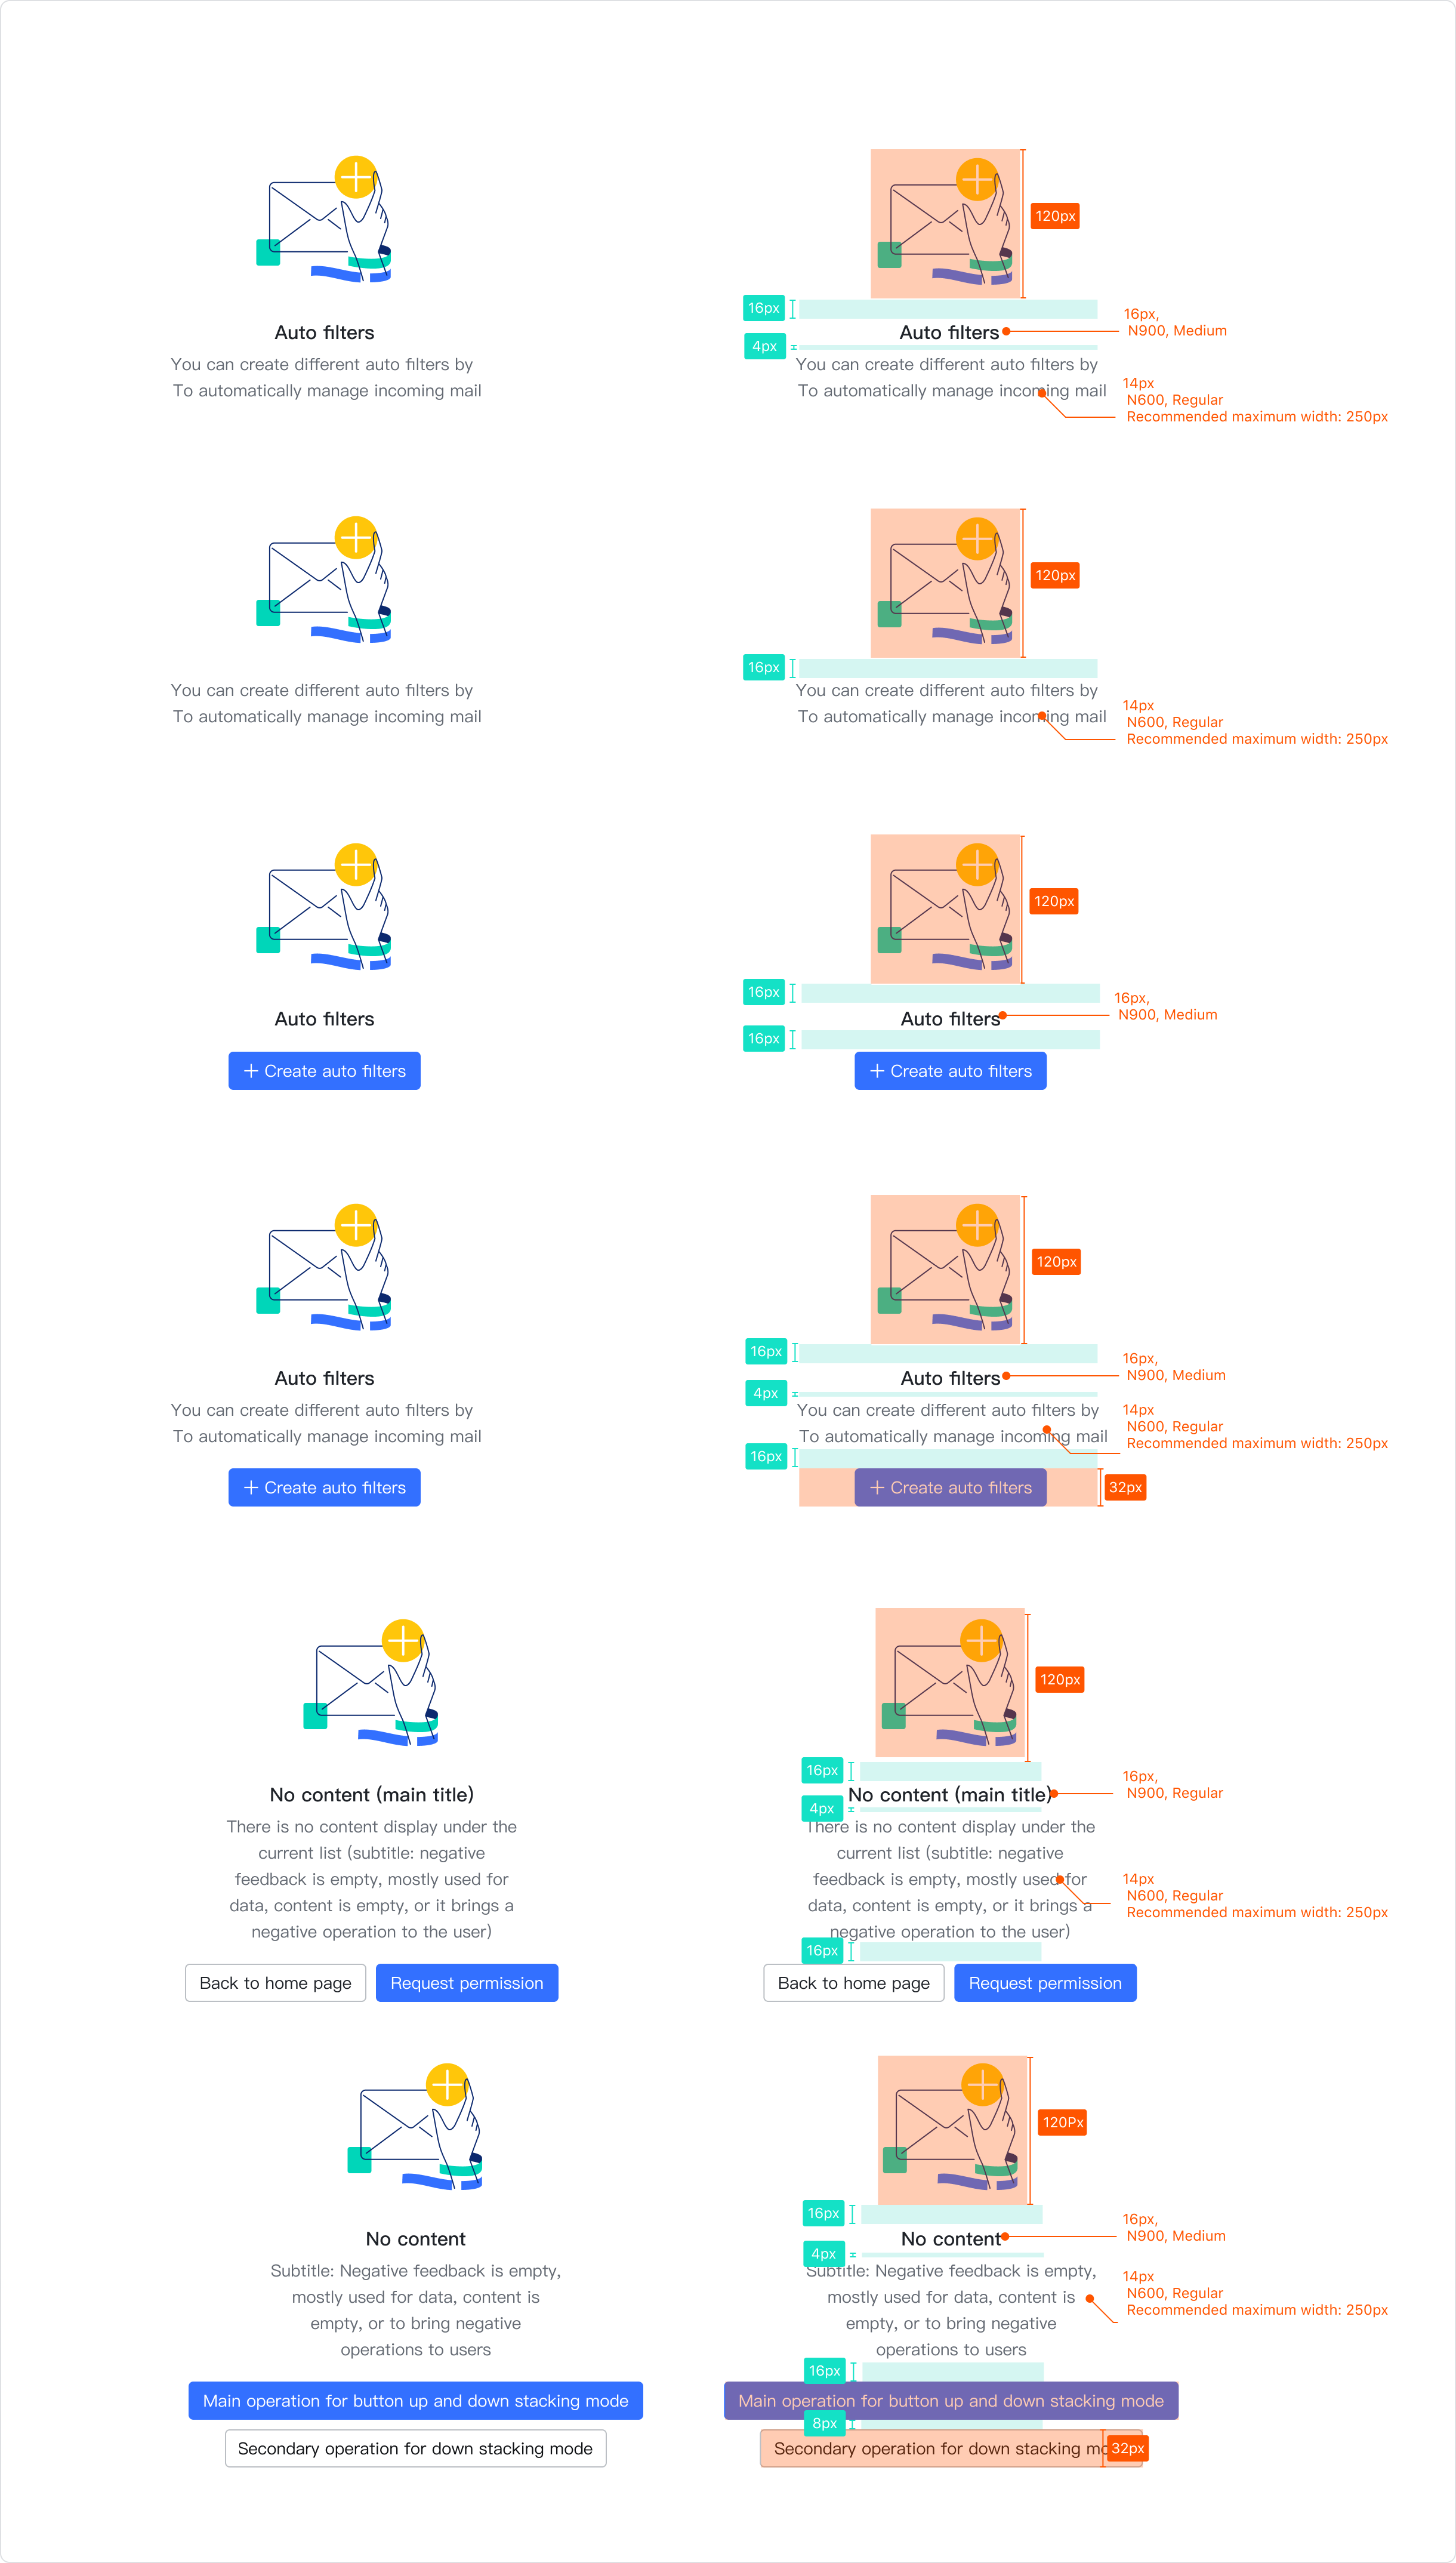 Auto filters
You can create different auto filters by
To automatically manage incoming mail
120px
16px
Auto filters
16px,
N900, Medium
4px
You can create different auto filters by
To automatically manage incoming mail
14px
N600, Regular
Recommended maximum width: 250px
You can create different auto filters by
To automatically manage incoming mail
120px
16px
You can create different auto filters by
To automatically manage incoming mail
14px
N600, Regular
Recommended maximum width: 250px
Auto filters
+ Create auto filters
120px
16px
Auto filters
16px,
N900, Medium
16px
+ Create auto filters
Auto filters
You can create different auto filters by
To automatically manage incoming mail
+ Create auto filters
120px
16px
Auto filters
16px,
N900, Medium
4px
You can create different auto filters by
To automatically manage incoming mail
14px
N600, Regular
Recommended maximum width: 250px
16px
+ Create auto filters
32px
No content (main title)
There is no content display under the
current list (subtitle: negative
feedback is empty, mostly used for
data, content is empty, or it brings a
negative operation to the user)
Back to home page
Request permission
120px
16px
No content (main title)
16px,
N900, Regular
4px
There is no content display under the
current list (subtitle: negative
feedback is empty, mostly used for
data, content is empty, or it brings a
negative operation to the user)
14px
N600, Regular
Recommended maximum width: 250px
16px
Back to home page
Request permission
No content
Subtitle: Negative feedback is empty,
mostly used for data, content is
empty, or to bring negative
operations to users
Main operation for button up and down stacking mode
Secondary operation for down stacking mode
120Px
16px
No content
16px,
N900, Medium
4px
Subtitle: Negative feedback is empty,
mostly used for data, content is
empty, or to bring negative
operations to users
14px
N600, Regular
Recommended maximum width: 250px
16px
Main operation for button up and down stacking mode
8px
Secondary operation for down stacking
32px